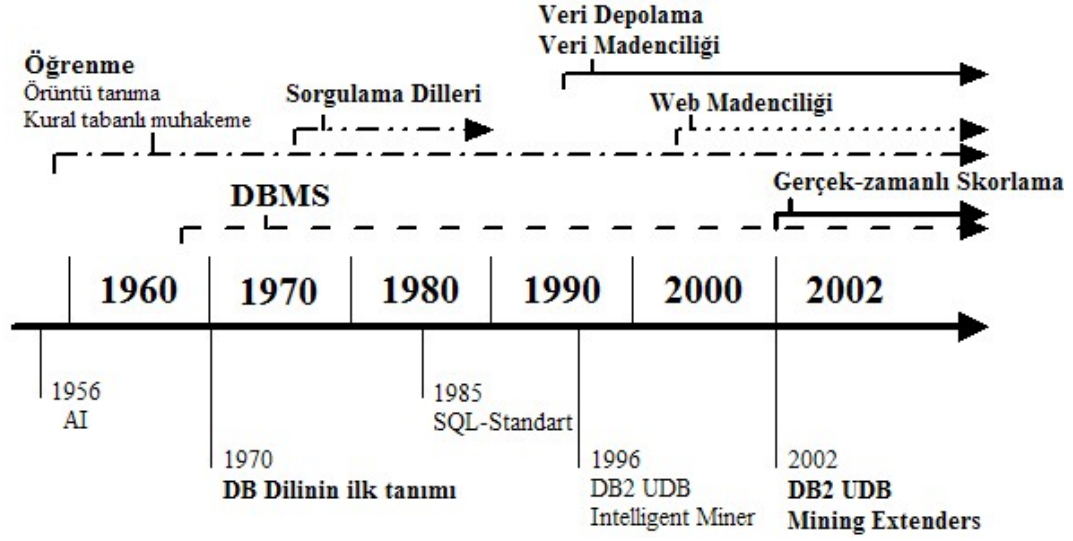 Veri Depolama
Veri Madenciliği
Öğrenme
Örüntü tanıma
Kural tabanlı muhakeme
Sorgulama Dilleri
Web Madenciliği
Gerçek-zamanlı Skorlama
DBMS
1960 1970 1980 1990 2000 2002
1956
AI
1985
SQL-Standart
1970
DB Dilinin ilk tanımı
1996
DB2 UDB
Intelligent Miner
2002
DB2 UDB
Mining Extenders